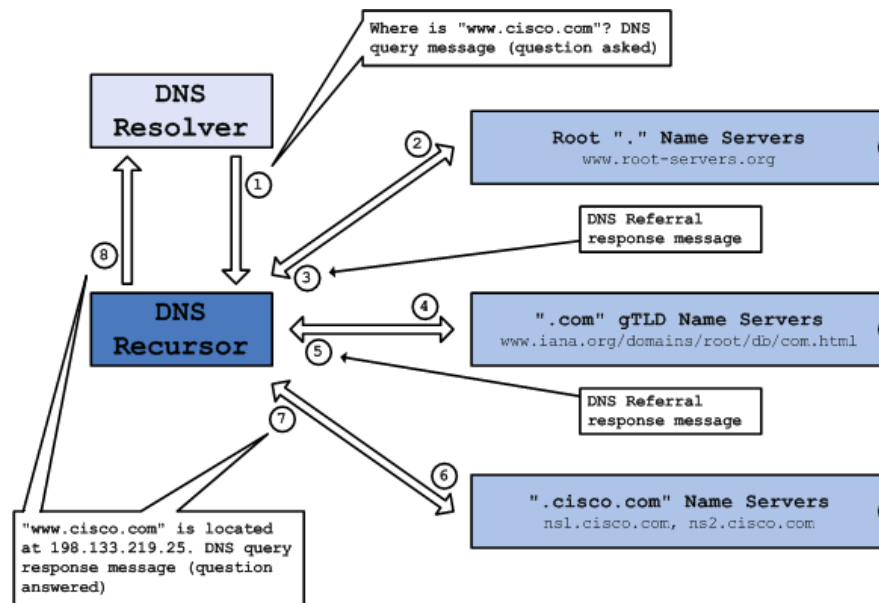 Where is "www.cisco.com"? DNS
query message (question asked)
DNS
Resolver
1
2
Root "." Name Servers
www.root-servers.org
DNS Referral
response message
3
8
DNS
Recursor
4
".com" gTLD Name Servers
www.iana.org/domains/root/db/com.html
5
DNS Referral
response message
7
6
".cisco.com" Name Servers
ns1.cisco.com, ns2.cisco.com
"www.cisco.com" is located
at 198.133.219.25. DNS query
response message (question
answered)